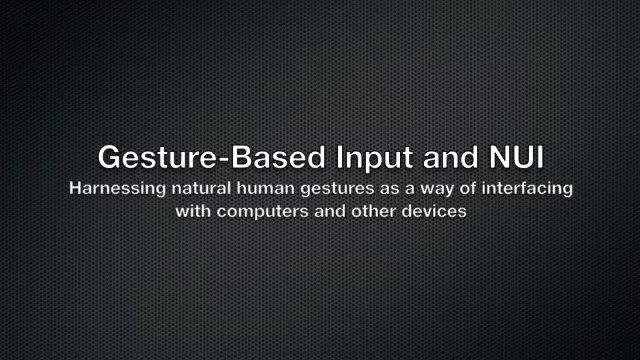 Gesture-Based Input and NUI
Harnessing natural human gestures as a way of interfacing
with computers and other devices